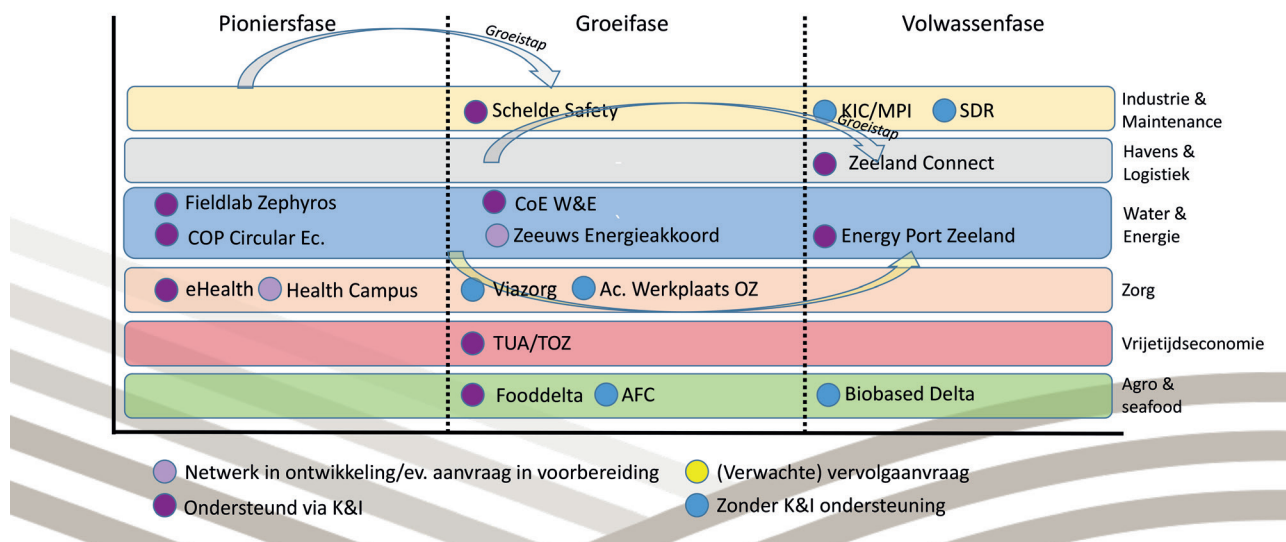 Pioniersfase
Groeifase
Volwassenfase
Groeistap
Schelde Safety
KIC/MPI
SDR
Industrie &
Maintenance
Groeistap
Zeeland Connect
Havens &
Logistiek
Fieldlab Zephyros
CoE W&E
COP Circular Ec.
Zeeuws Energieakkoord
Energy Port Zeeland
Water &
Energie
eHealth
Health Campus
Viazorg
Ac. Werkplaats OZ
Zorg
TUA/TOZ
Vrijetijdseconomie
Fooddelta
AFC
Biobased Delta
Agro &
seafood
Netwerk in ontwikkeling/ev. aanvraag in voorbereiding
(Verwachte) vervolgaanvraag
Ondersteund via K&I
Zonder K&I ondersteuning